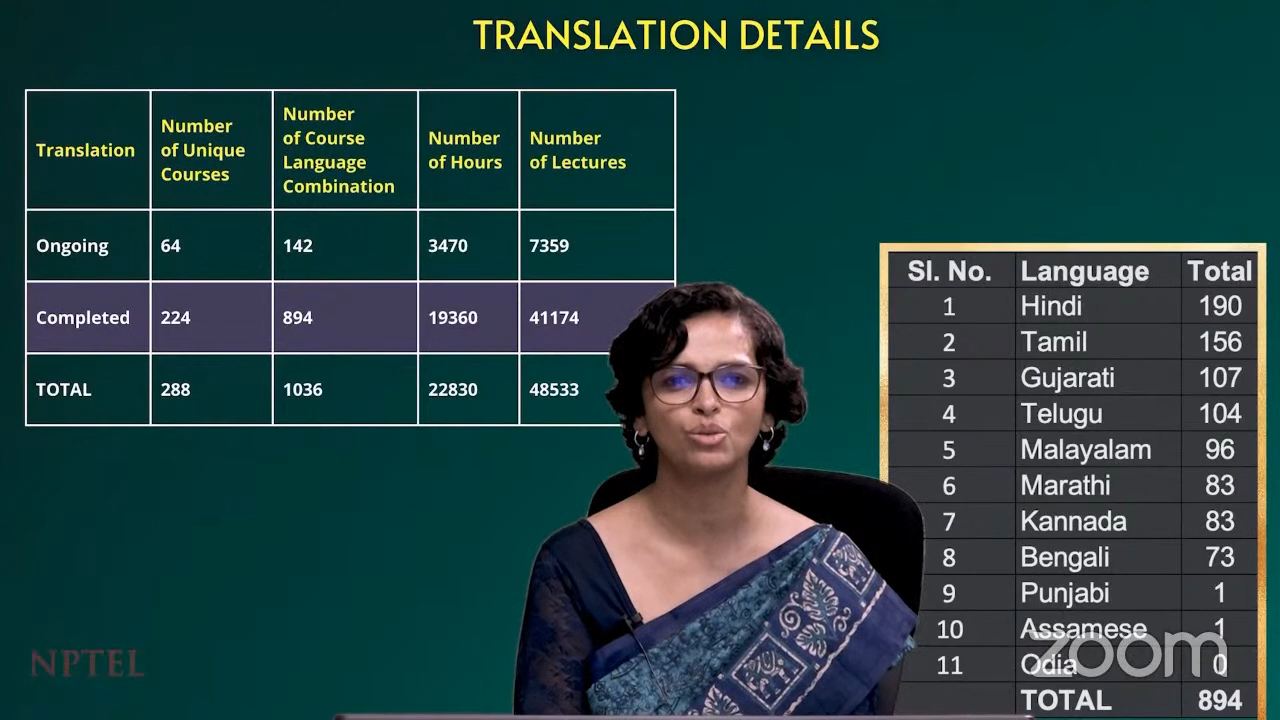 TRANSLATION DETAILS
Translation Number of Unique Courses Number of Course Language Combination Number of Hours Number of Lectures
Ongoing 64 142 3470 7359
Completed 224 894 19360 41174
TOTAL 288 1036 22830 48533
Sl. No. Language Total
1 Hindi 190
2 Tamil 156
3 Gujarati 107
4 Telugu 104
5 Malayalam 96
6 Marathi 83
7 Kannada 83
8 Bengali 73
9 Punjabi 1
10 Assamese 1
11 Odia 0
TOTAL 894
NPTEL
zoom